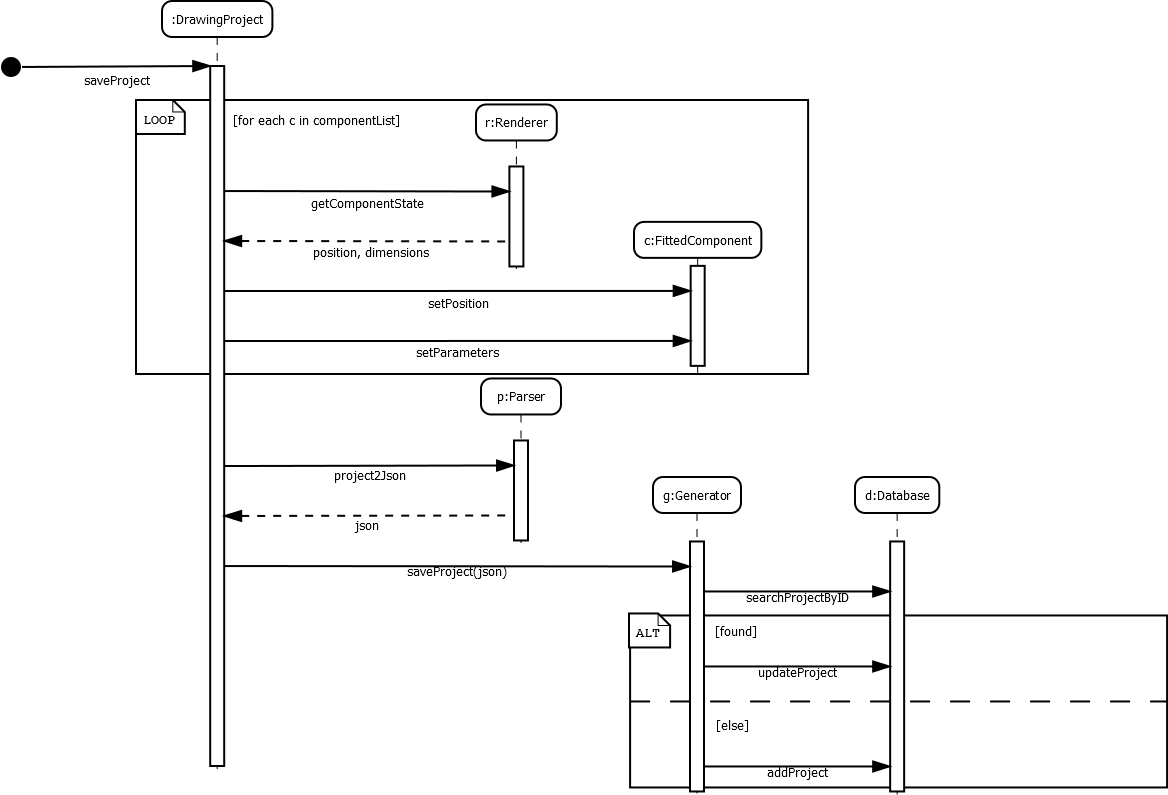 :DrawingProject
saveProject
LOOP
[for each c in componentList]
r:Renderer
getComponentState
position, dimensions
c:FittedComponent
setPosition
setParameters
p:Parser
project2Json
json
g:Generator
d:Database
saveProject(json)
searchProjectByID
ALT
[found]
updateProject
[else]
addProject